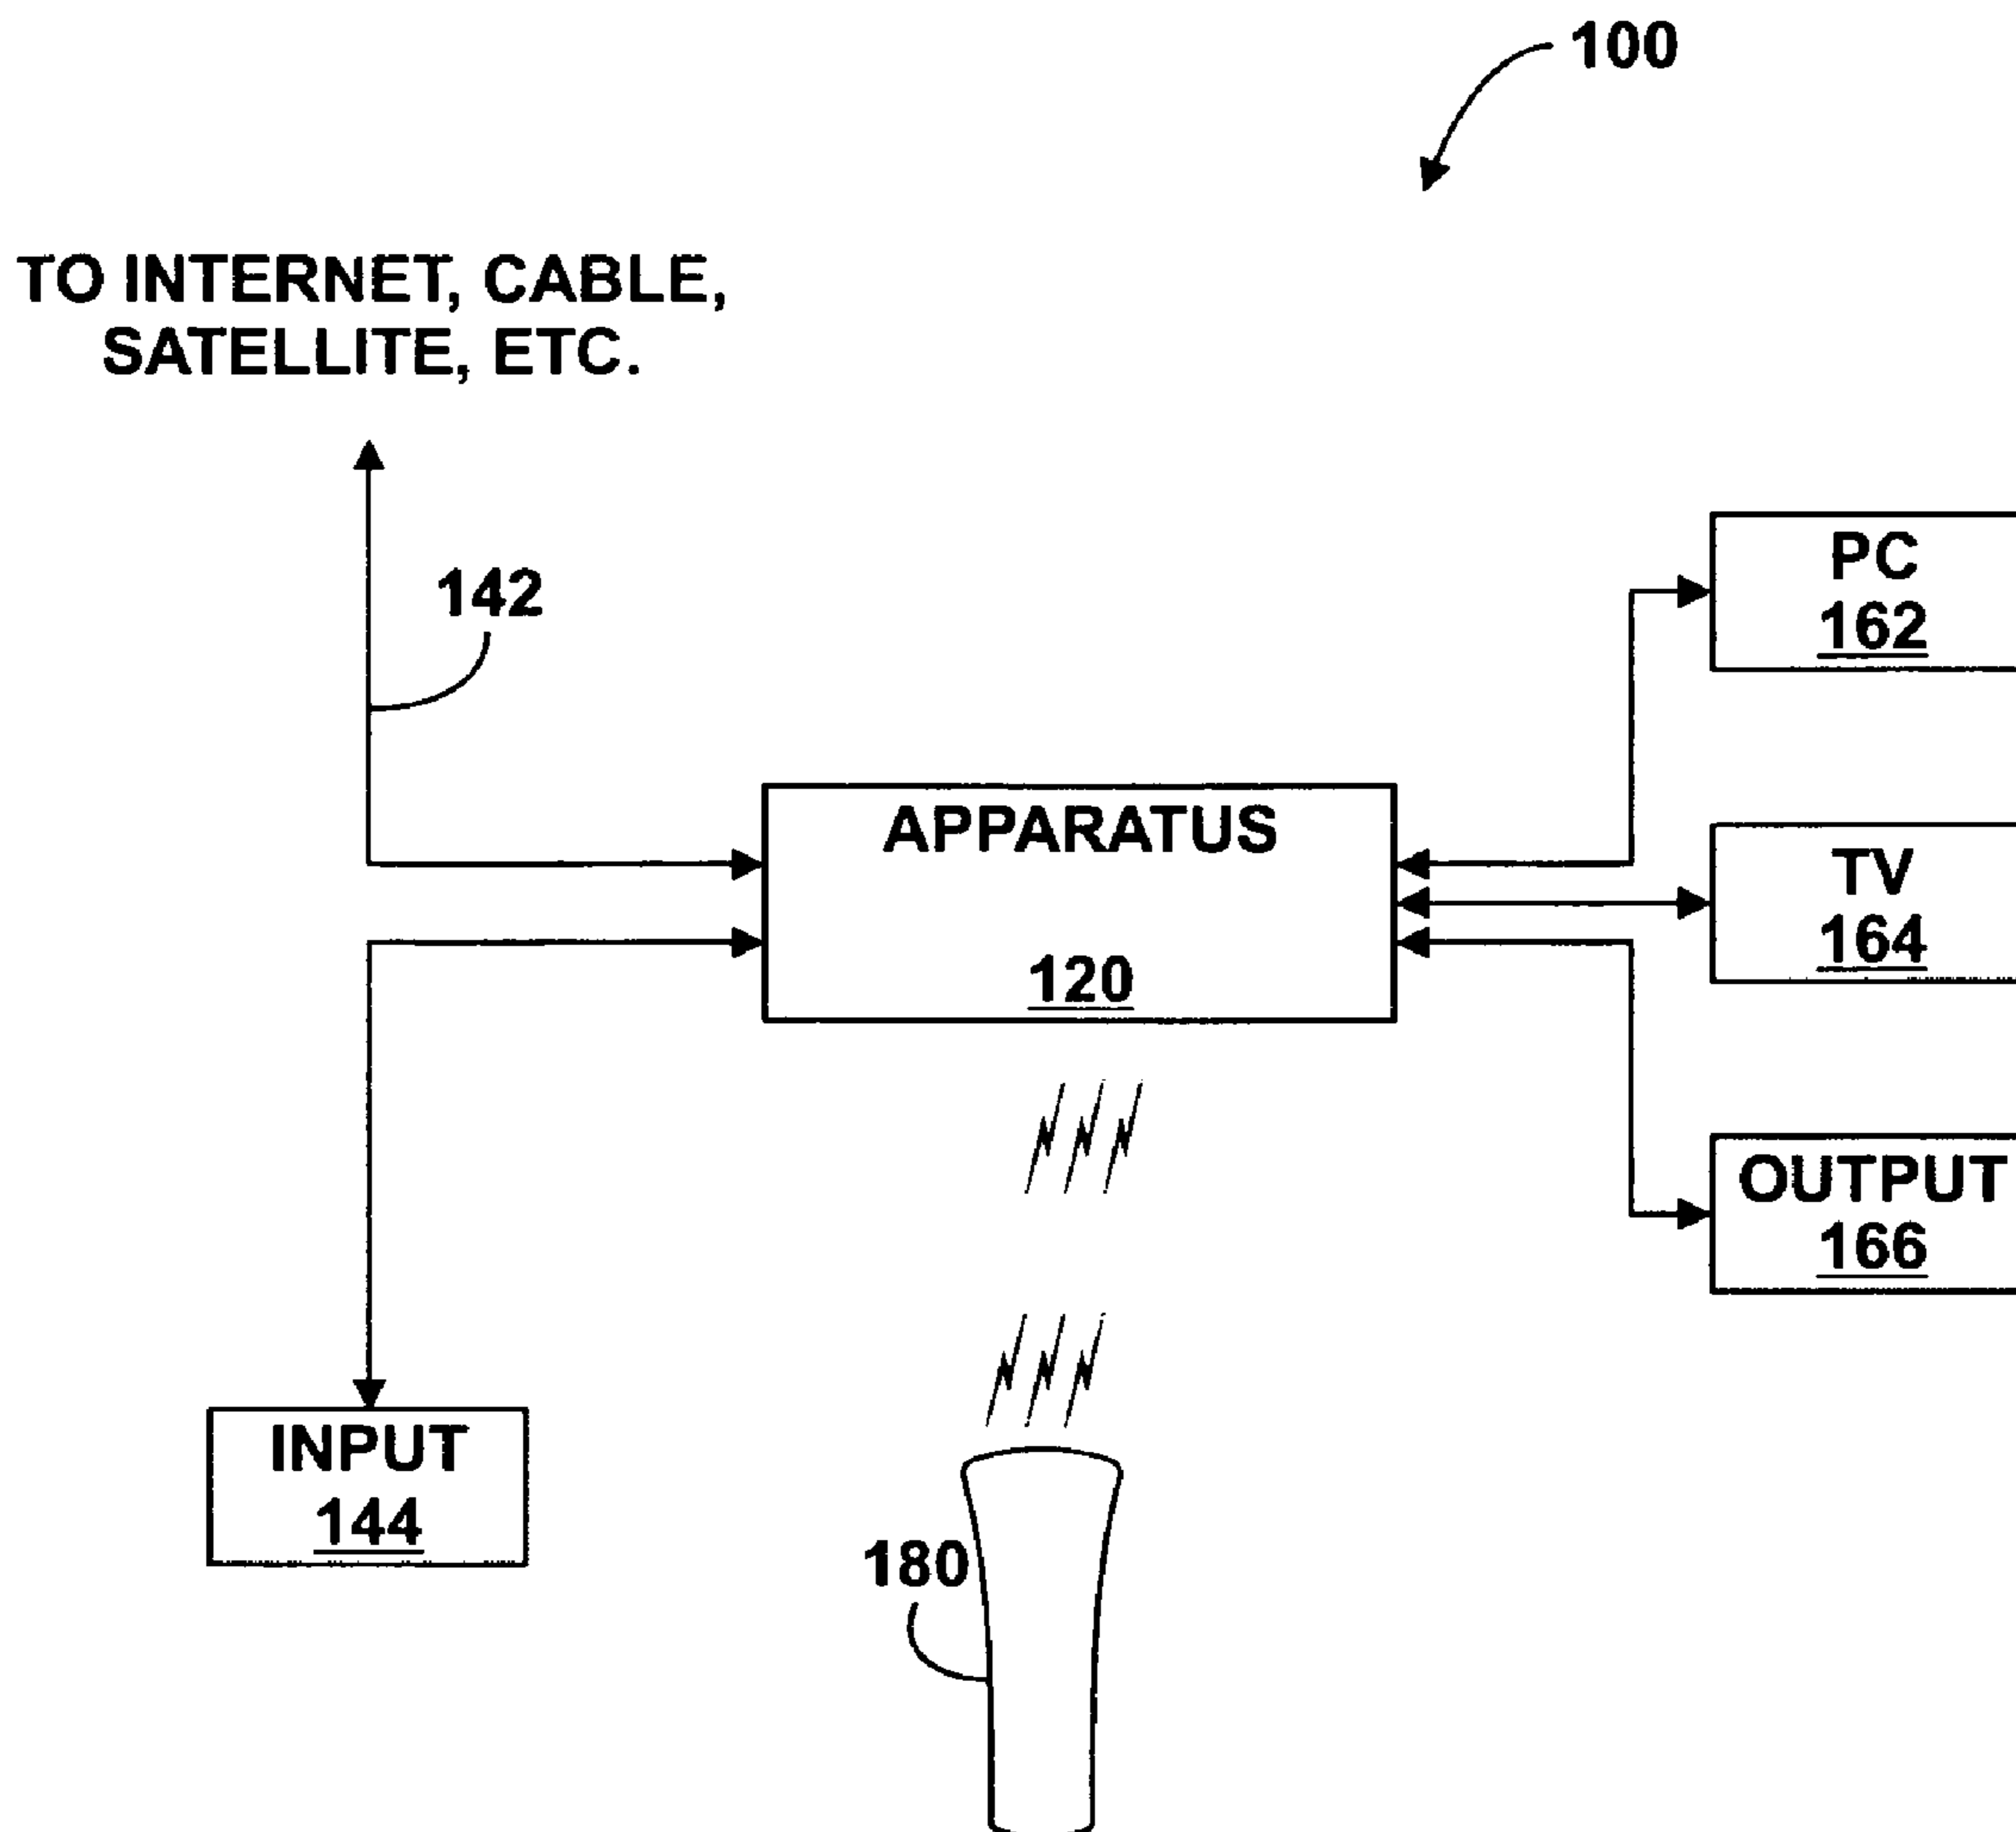 100
TO INTERNET, CABLE,
SATELLITE, ETC.
142
PC
162
APPARATUS
120
TV
164
OUTPUT
166
INPUT
144
180